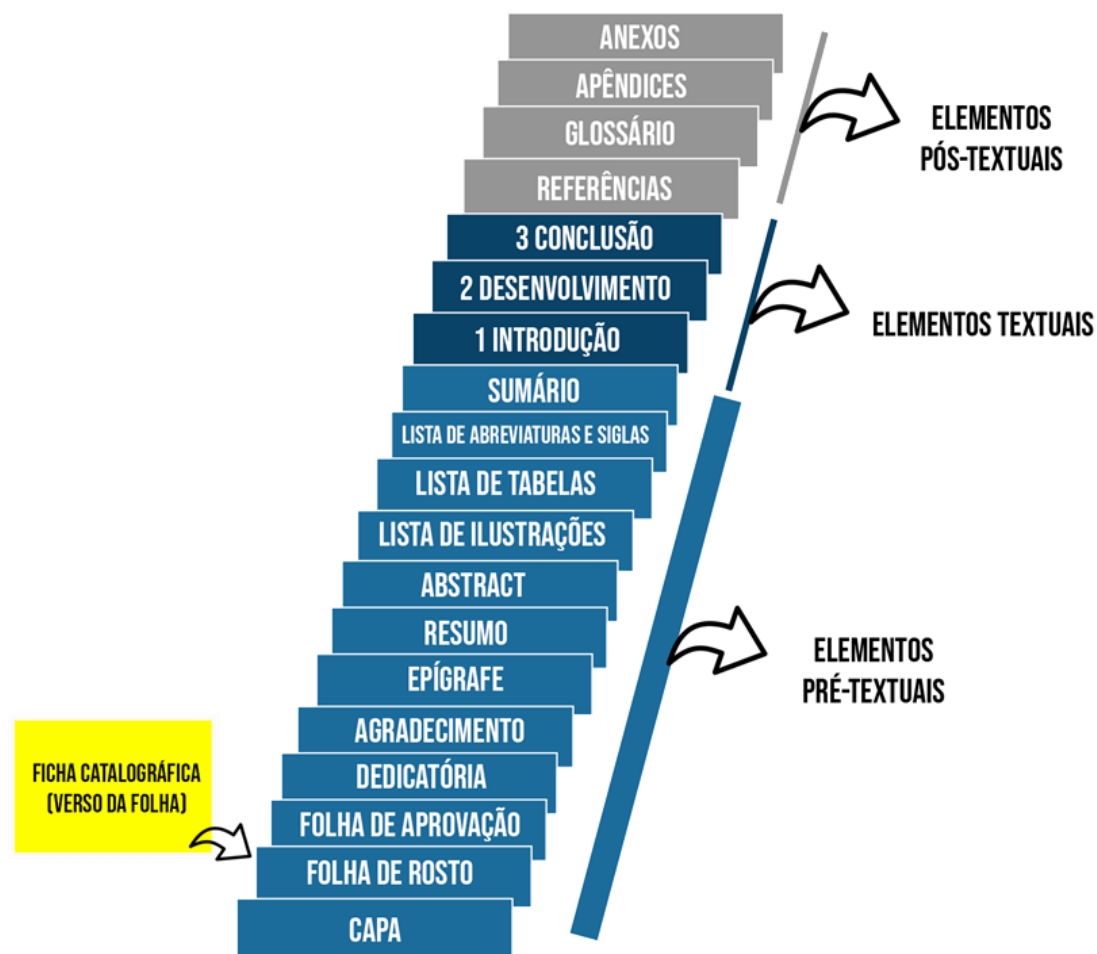 ANEXOS
APÊNDICES
GLOSSÁRIO
REFERÊNCIAS
3 CONCLUSÃO
2 DESENVOLVIMENTO
1 INTRODUÇÃO
SUMÁRIO
LISTA DE ABREVIATURAS E SIGLAS
LISTA DE TABELAS
LISTA DE ILUSTRAÇÕES
ABSTRACT
RESUMO
EPÍGRAFE
AGRADECIMENTO
DEDICATÓRIA
FOLHA DE APROVAÇÃO
FOLHA DE ROSTO
CAPA
ELEMENTOS
PÓS-TEXTUAIS
ELEMENTOS TEXTUAIS
ELEMENTOS
PRÉ-TEXTUAIS
FICHA CATALOGRÁFICA
(VERSO DA FOLHA)